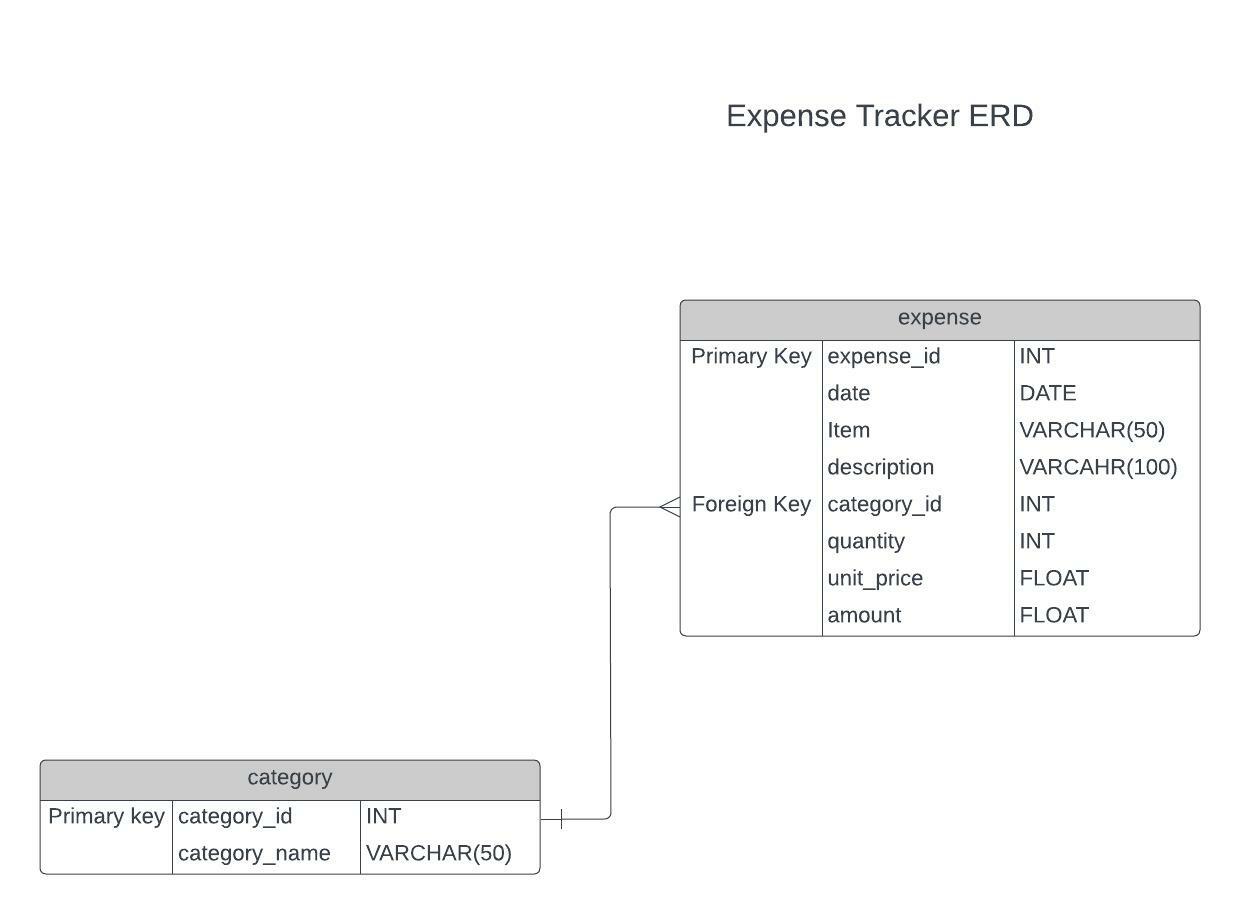 Expense Tracker ERD
expense
Primary Key expense_id INT
date DATE
Item VARCHAR(50)
description VARCAHR(100)
Foreign Key category_id INT
quantity INT
unit_price FLOAT
amount FLOAT
category
Primary key category_id INT
category_name VARCHAR(50)